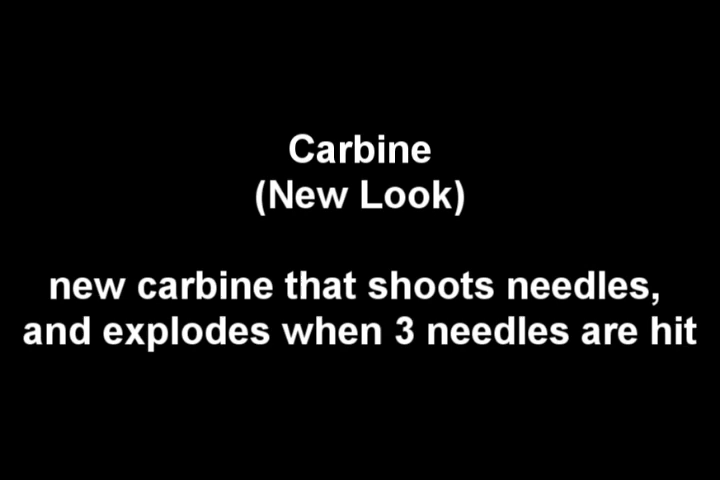 Carbine
(New Look)
new carbine that shoots needles,
and explodes when 3 needles are hit